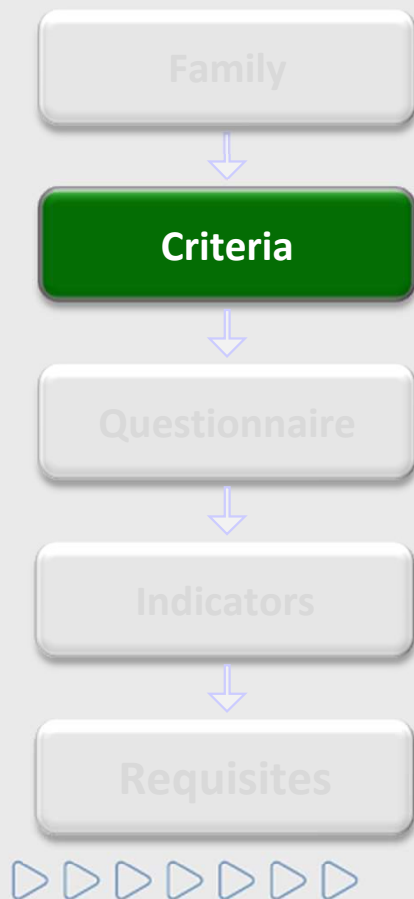 Family
Criteria
Questionnaire
Indicators
Requisites